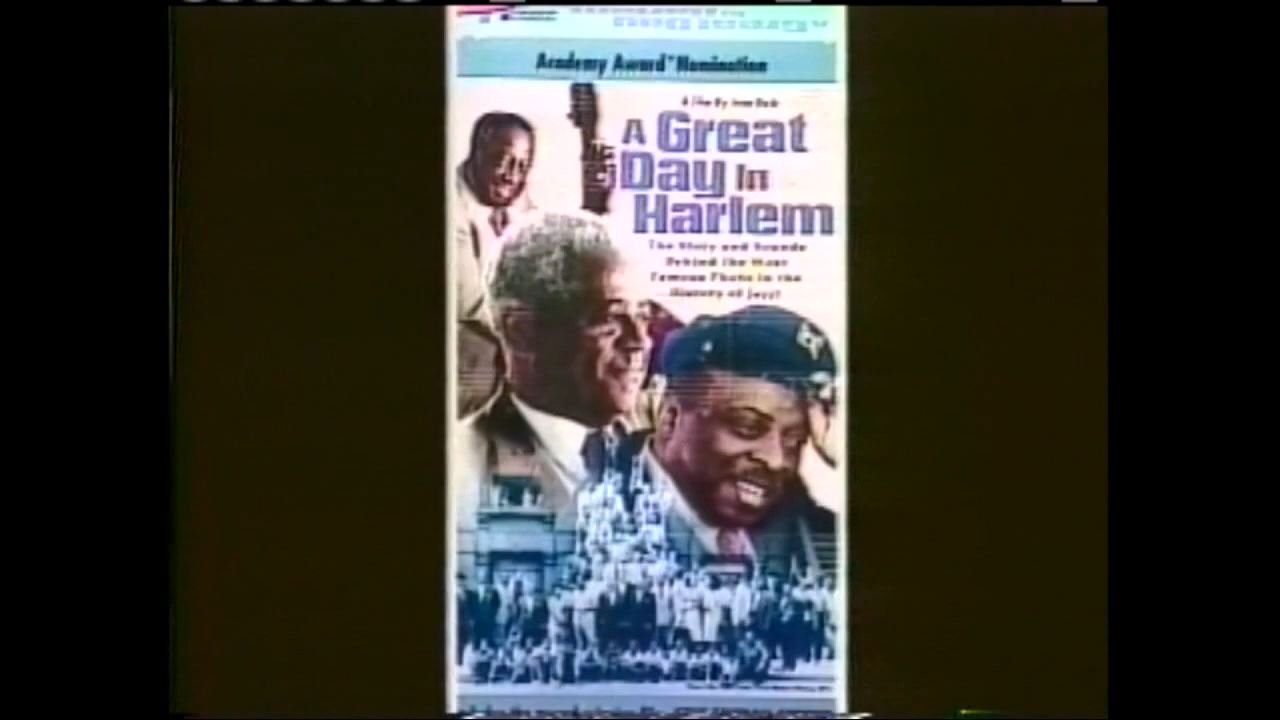 Academy Award Nomination
A Film By Jean Bach
A Great
Day In
Harlem
The Story and Sounds
Behind the Most
Famous Photo in the
History of Jazz!